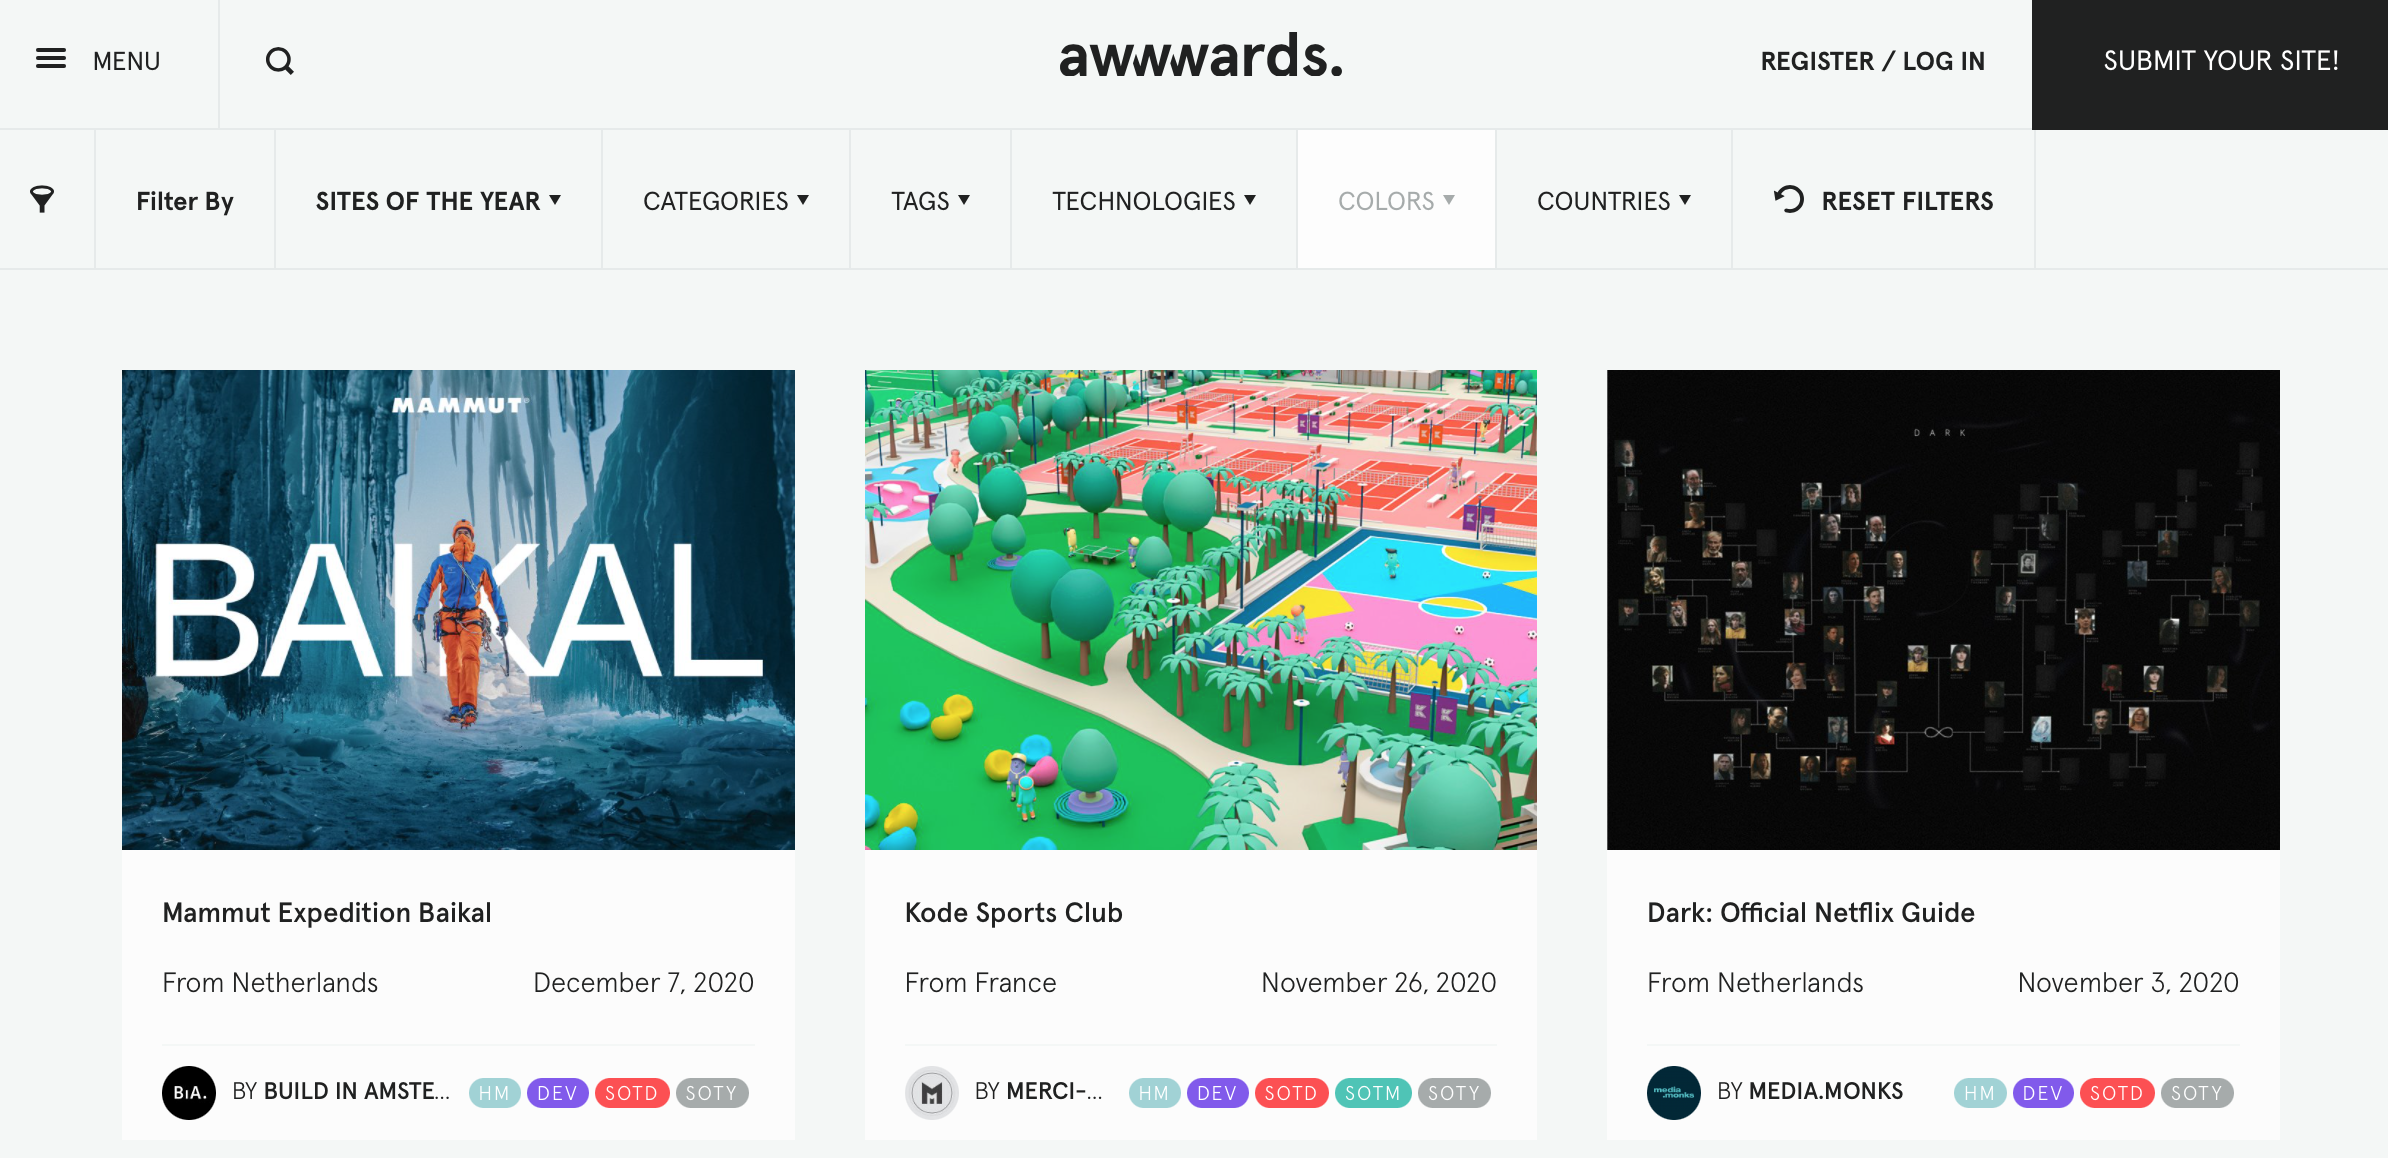 MENU
awwwards.
REGISTER / LOG IN
SUBMIT YOUR SITE!
Filter By
SITES OF THE YEAR
CATEGORIES
TAGS
TECHNOLOGIES
COLORS
COUNTRIES
RESET FILTERS
MAMMUT
BAIKAL
DARK
Mammut Expedition Baikal
From Netherlands
December 7, 2020
B¡A.
BY BUILD IN AMSTE...
HM DEV SOTD SOTY
Kode Sports Club
From France
November 26, 2020
M
BY MERCI-...
HM DEV SOTD SOTM SOTY
Dark: Official Netflix Guide
From Netherlands
November 3, 2020
media
.monks
BY MEDIA.MONKS
HM DEV SOTD SOTY